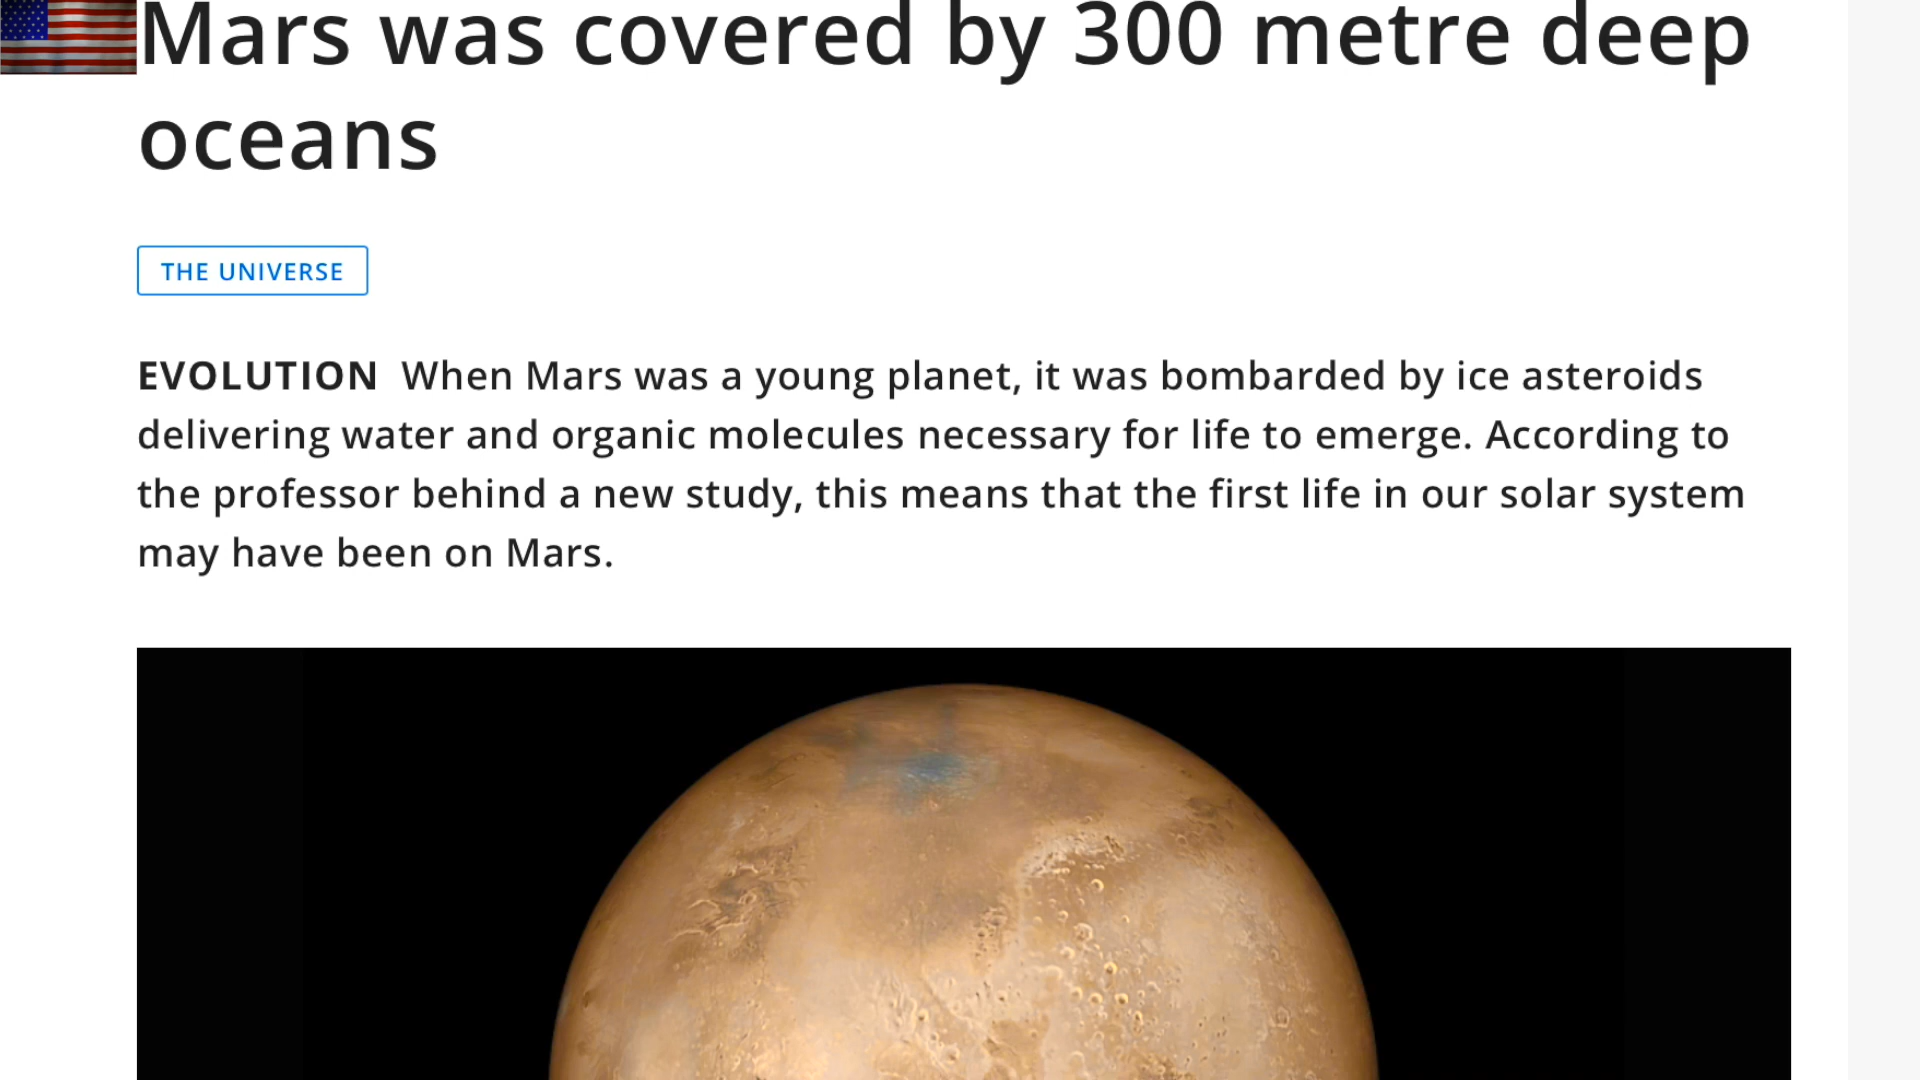 Mars was covered by 300 metre deep
oceans
THE UNIVERSE
EVOLUTION When Mars was a young planet, it was bombarded by ice asteroids
delivering water and organic molecules necessary for life to emerge. According to
the professor behind a new study, this means that the first life in our solar system
may have been on Mars.